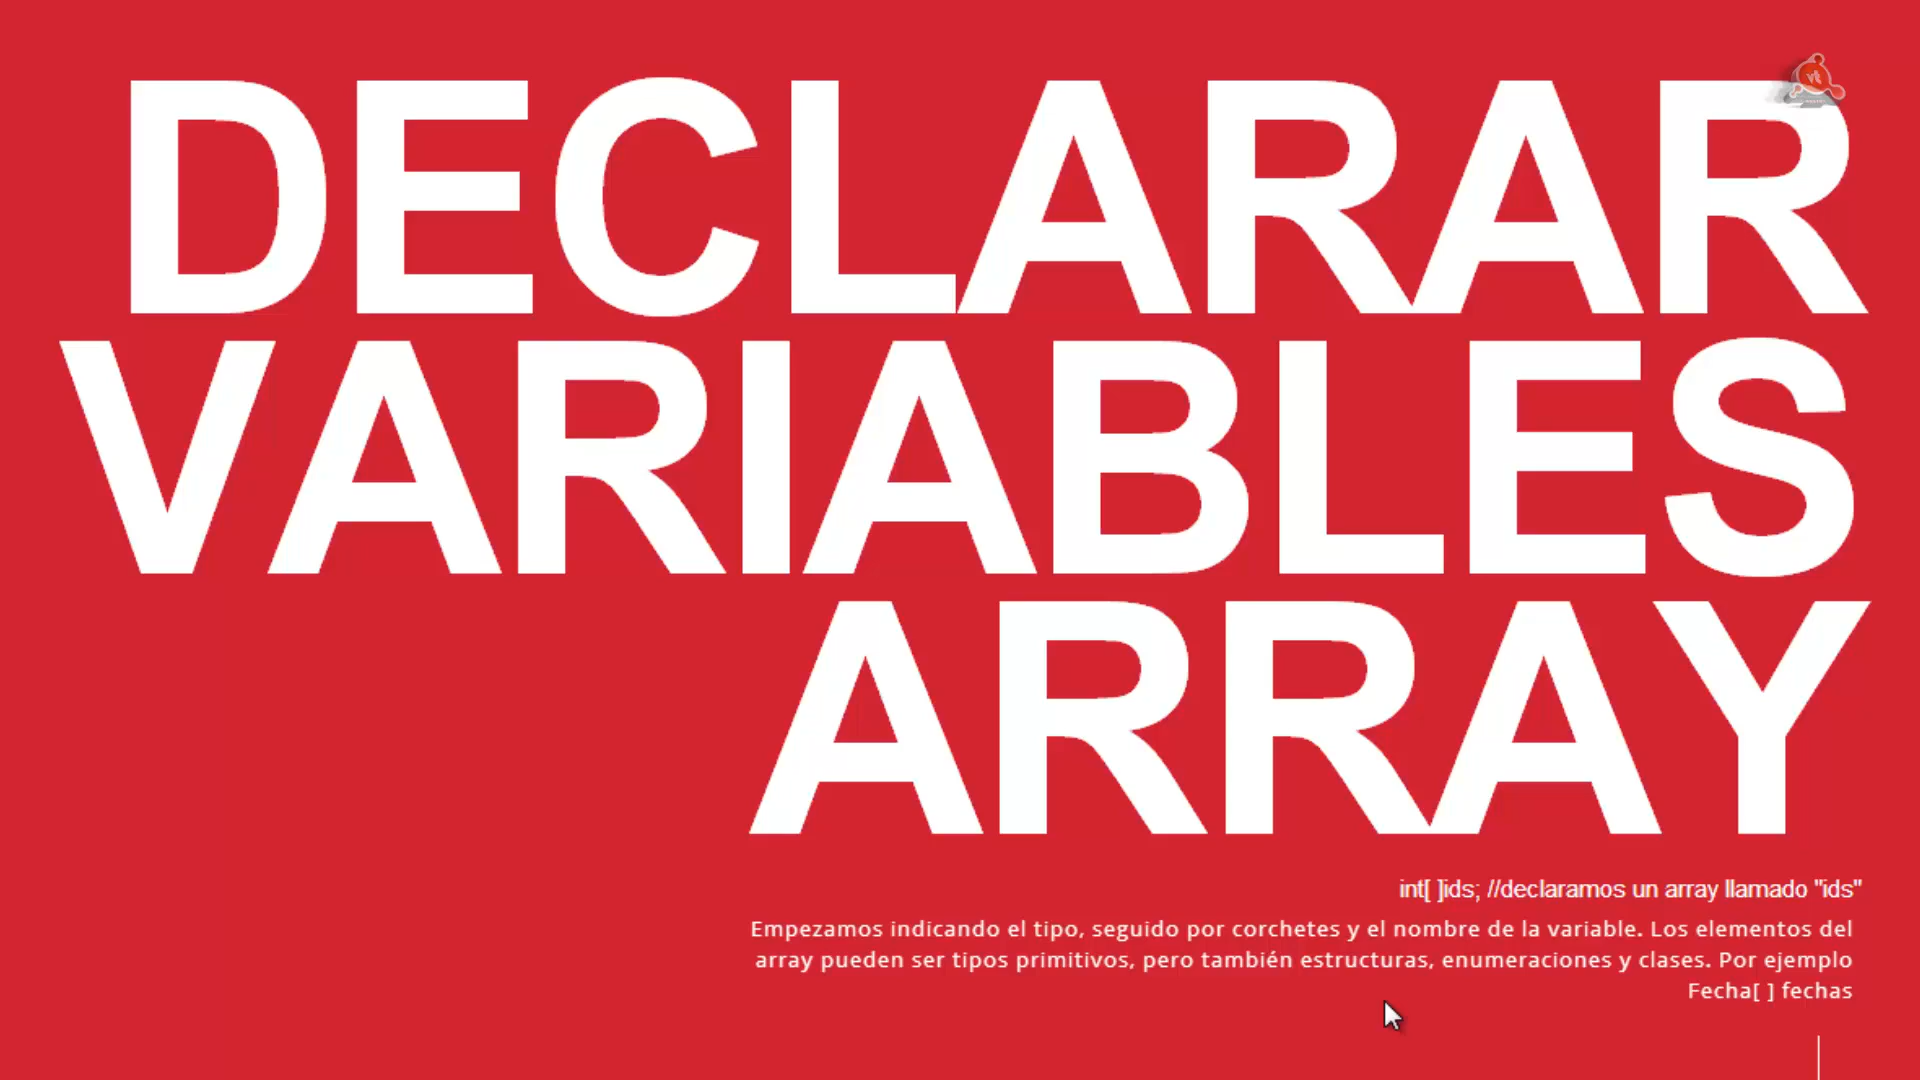 DECLARAR
VARIABLES
ARRAY
int[ ]ids; //declaramos un array llamado "ids"
Empezamos indicando el tipo, seguido por corchetes y el nombre de la variable. Los elementos del
array pueden ser tipos primitivos, pero también estructuras, enumeraciones y clases. Por ejemplo
Fecha[ ] fechas
vt